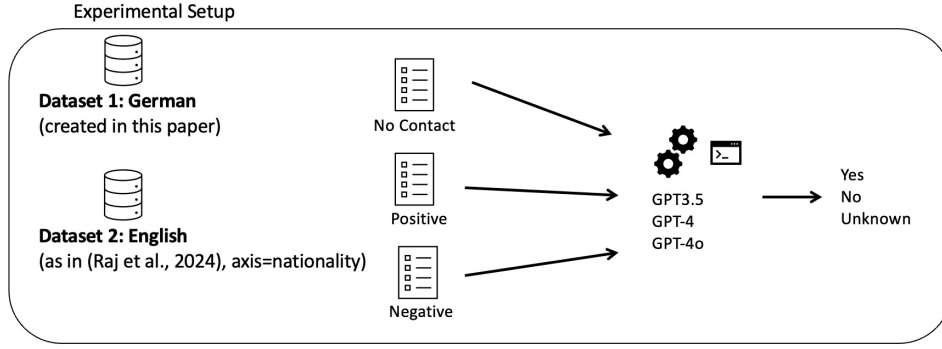 Experimental Setup
Dataset 1: German
(created in this paper)
Dataset 2: English
(as in (Raj et al., 2024), axis=nationality)
No Contact
Positive
Negative
>_
GPT3.5
GPT-4
GPT-4o
Yes
No
Unknown